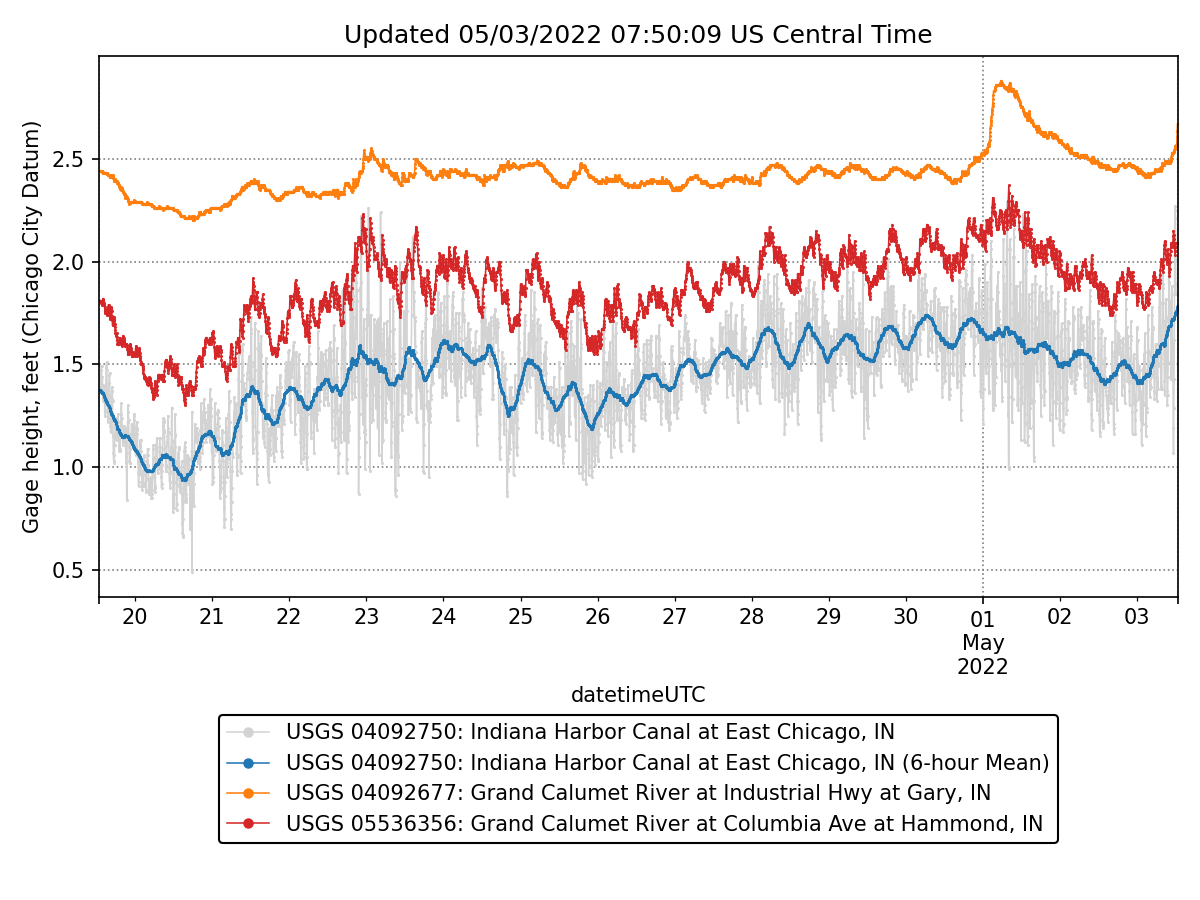 Updated 05/03/2022 07:50:09 US Central Time
Gage height, feet (Chicago City Datum)
2.5
2.0
1.5
1.0
0.5
20 21 22 23 24 25 26 27 28 29 30 01 02 03
May
2022
datetimeUTC
USGS 04092750: Indiana Harbor Canal at East Chicago, IN
USGS 04092750: Indiana Harbor Canal at East Chicago, IN (6-hour Mean)
USGS 04092677: Grand Calumet River at Industrial Hwy at Gary, IN
USGS 05536356: Grand Calumet River at Columbia Ave at Hammond, IN